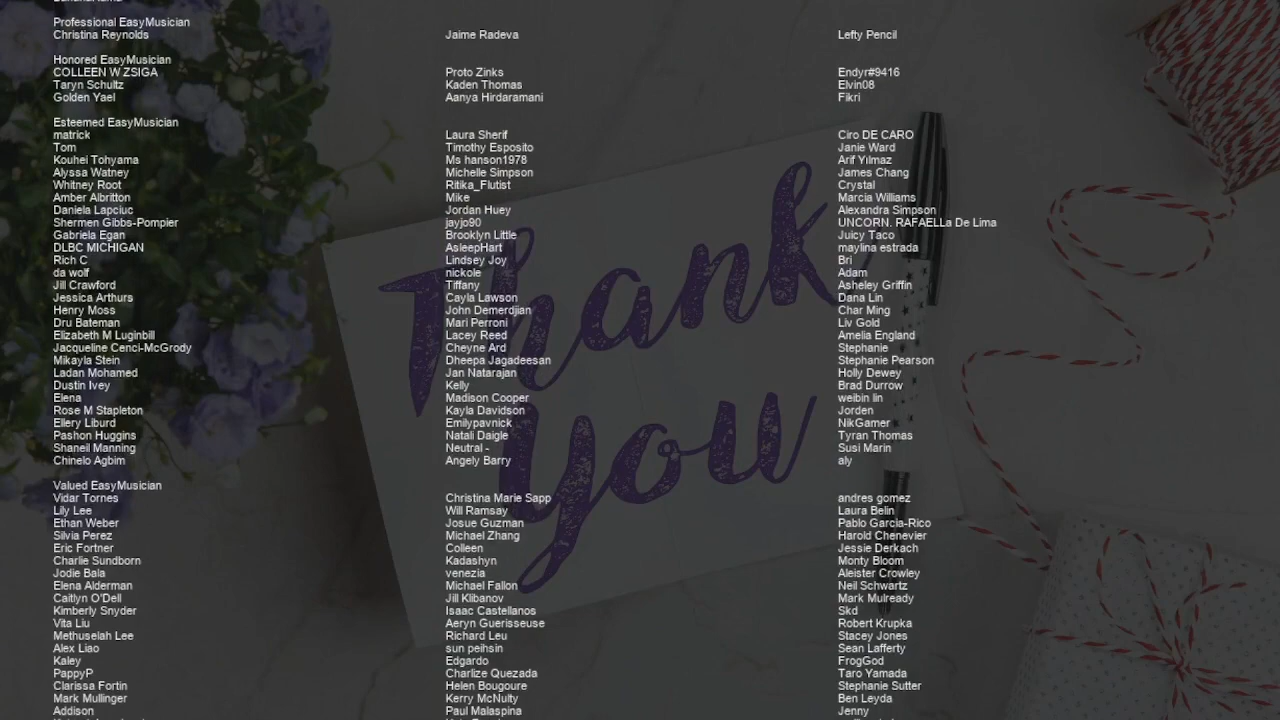 Professional EasyMusician
Christina Reynolds Jaime Radeva Lefty Pencil
Honored EasyMusician
COLLEEN W ZSIGA Proto Zinks Endyr#9416
Taryn Schultz Kaden Thomas Elvin08
Golden Yael Aanya Hirdaramani Fikri
Esteemed EasyMusician
matrick Laura Sherif Ciro DE CARO
Tom Timothy Esposito Janie Ward
Kouhei Tohyama Ms hanson1978 Arif Yılmaz
Alyssa Watney Michelle Simpson James Chang
Whitney Root Ritika_Flutist Crystal
Amber Albritton Mike Marcia Williams
Daniela Lapciuc Jordan Huey Alexandra Simpson
Shermen Gibbs-Pompier jayjo90 UNCORN. RAFAELLa De Lima
Gabriela Egan Brooklyn Little Juicy Taco
DLBC MICHIGAN AsleepHart maylina estrada
Rich C Lindsey Joy Bri
da wolf nickole Adam
Jill Crawford Tiffany Asheley Griffin
Jessica Arthurs Cayla Lawson Dana Lin
Henry Moss John Demerdjian Char Ming
Dru Bateman Mari Perroni Liv Gold
Elizabeth M Luginbill Lacey Reed Amelia England
Jacqueline Cenci-McGrody Cheyne Ard Stephanie
Mikayla Stein Dheepa Jagadeesan Stephanie Pearson
Ladan Mohamed Jan Natarajan Holly Dewey
Dustin Ivey Kelly Brad Durrow
Elena Madison Cooper weibin lin
Rose M Stapleton Kayla Davidson Jorden
Ellery Liburd Emilypavnick NikGamer
Pashon Huggins Natali Daigle Tyran Thomas
Shaneil Manning Neutral - Susi Marin
Chinelo Agbim Angely Barry aly
Valued EasyMusician
Vidar Tornes Christina Marie Sapp andres gomez
Lily Lee Will Ramsay Laura Belin
Ethan Weber Josue Guzman Pablo Garcia-Rico
Silvia Perez Michael Zhang Harold Chenevier
Eric Fortner Colleen Jessie Derkach
Charlie Sundborn Kadashyn Monty Bloom
Jodie Bala venezia Aleister Crowley
Elena Alderman Michael Fallon Neil Schwartz
Caitlyn O'Dell Jill Klibanov Mark Mulready
Kimberly Snyder Isaac Castellanos Skd
Vita Liu Aeryn Guerisseuse Robert Krupka
Methuselah Lee Richard Leu Stacey Jones
Alex Liao sun peihsin Sean Lafferty
Kaley Edgardo FrogGod
PappyP Charlize Quezada Taro Yamada
Clarissa Fortin Helen Bougoure Stephanie Sutter
Mark Mullinger Kerry McNulty Ben Leyda
Addison Paul Malaspina Jenny
Thank
You